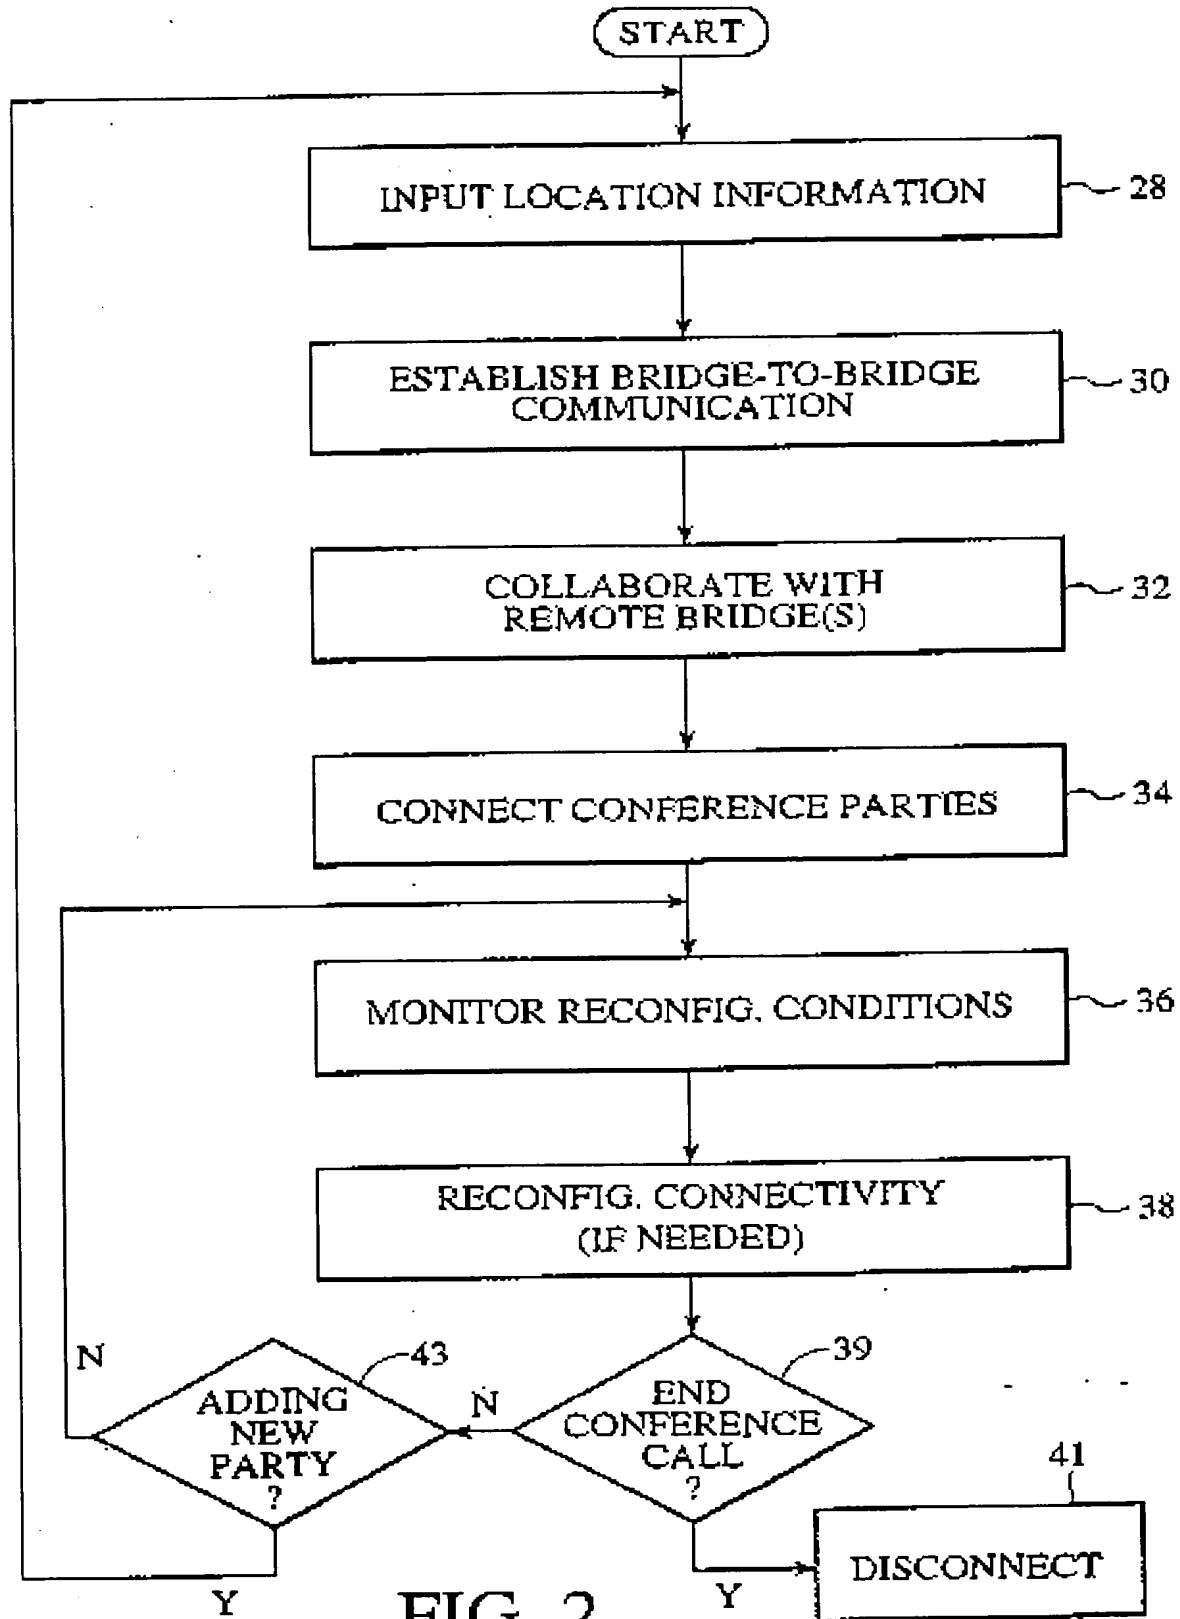 START
INPUT LOCATION INFORMATION
28
ESTABLISH BRIDGE-TO-BRIDGE
COMMUNICATION
30
COLLABORATE WITH
REMOTE BRIDGE(S)
32
CONNECT CONFERENCE PARTIES
34
MONITOR RECONFIG. CONDITIONS
36
RECONFIG. CONNECTIVITY
(IF NEEDED)
38
N
43
ADDING
NEW
PARTY
?
N
39
END
CONFERENCE
CALL
?
41
DISCONNECT
Y
Y
FIG. 2